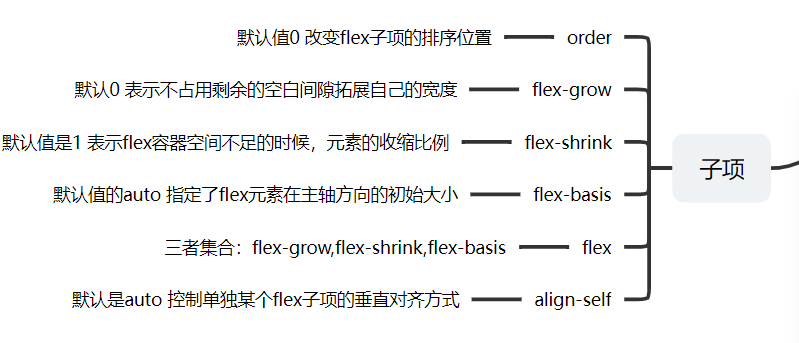 默认值0 改变flex子项的排序位置 order
默认0 表示不占用剩余的空白间隙拓展自己的宽度 flex-grow
默认值是1 表示flex容器空间不足的时候，元素的收缩比例 flex-shrink
子项
默认值的auto 指定了flex元素在主轴方向的初始大小 flex-basis
三者集合：flex-grow,flex-shrink,flex-basis flex
默认是auto 控制单独某个flex子项的垂直对齐方式 align-self